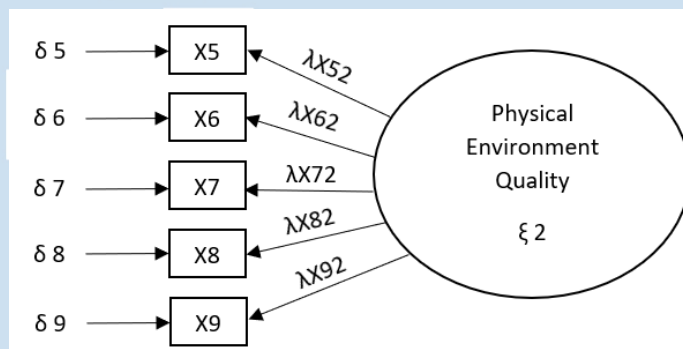 δ 5
X5
λX52
δ 6
X6
λX62
δ 7
X7
λX72
δ 8
X8
λX82
δ 9
X9
λX92
Physical
Environment
Quality
ξ 2